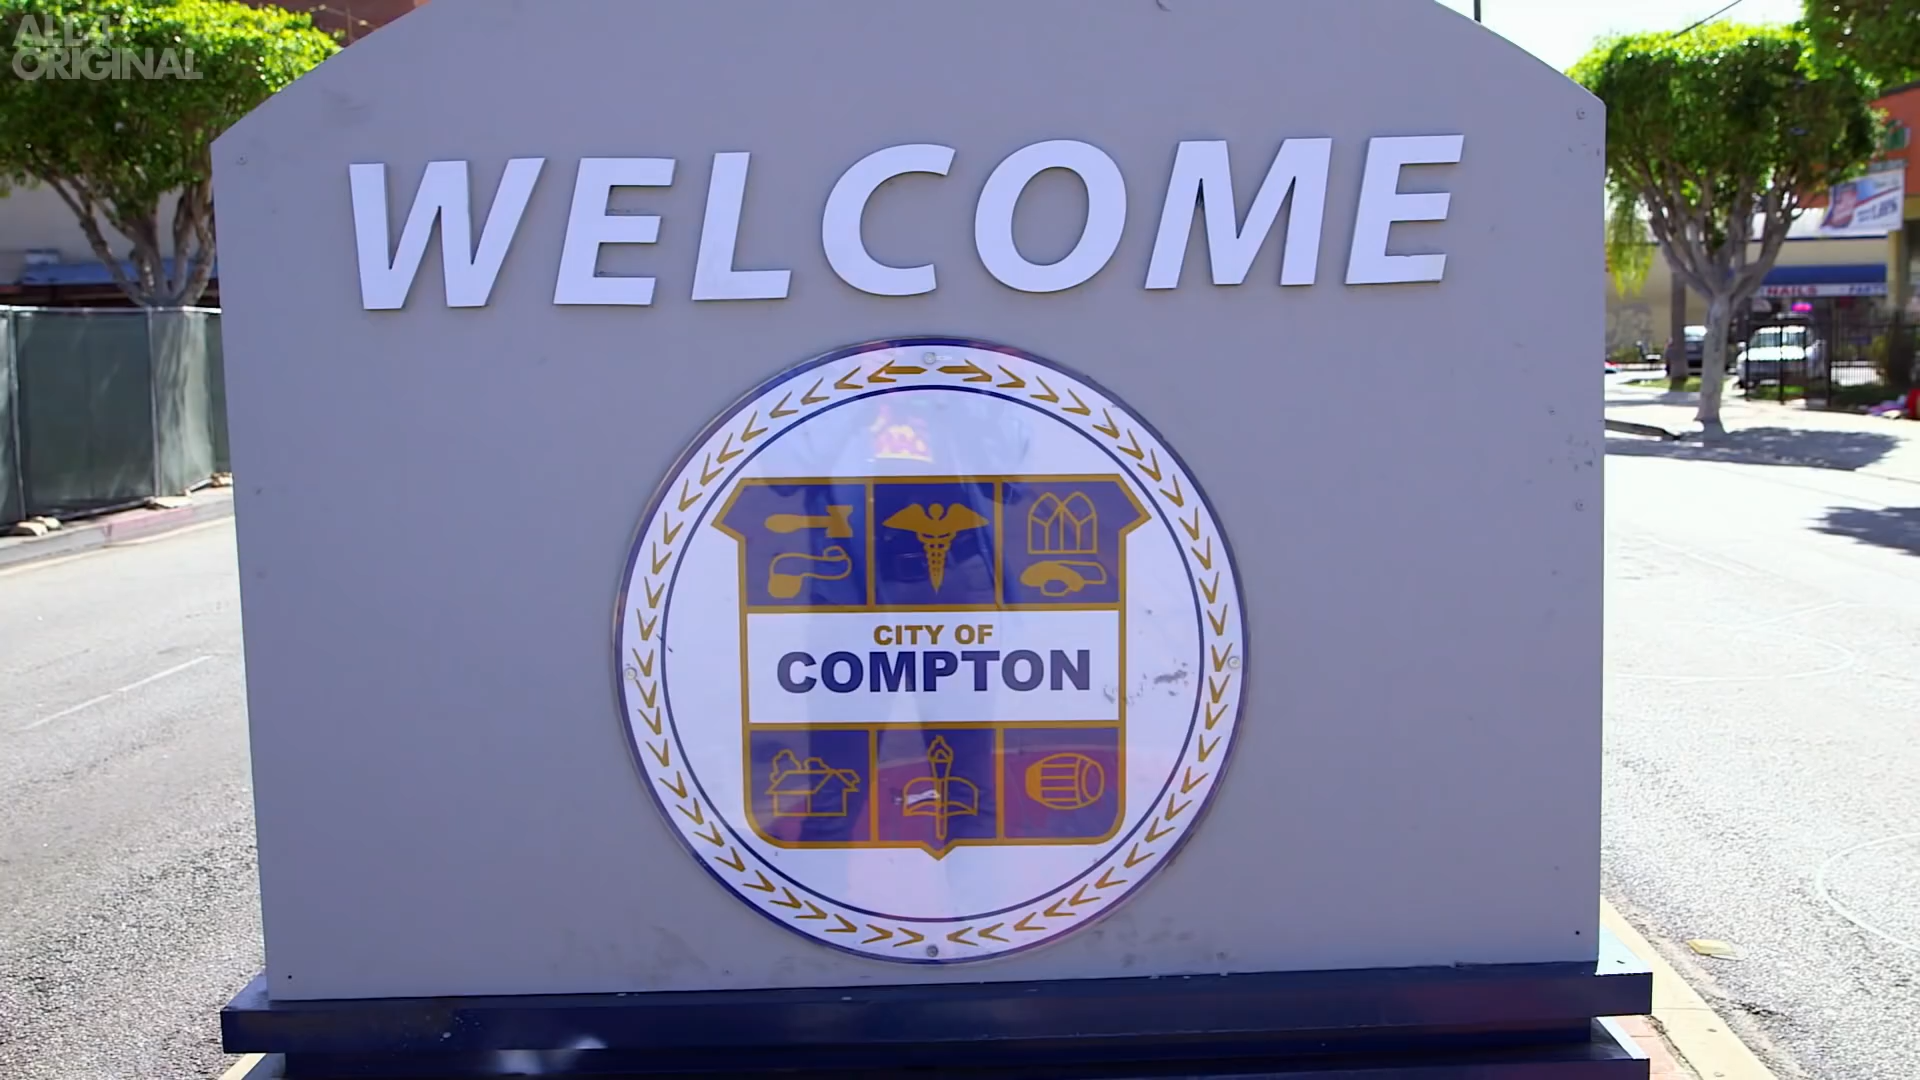 ALL4
ORIGINAL
WELCOME
CITY OF
COMPTON
NAILS